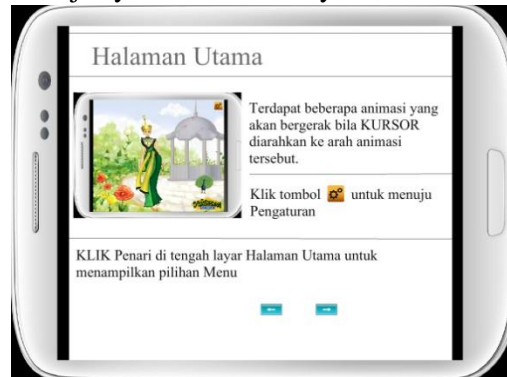 Halaman Utama
Terdapat beberapa animasi yang
akan bergerak bila KURSOR
diarahkan ke arah animasi
tersebut.
Klik tombol untuk menuju
Pengaturan
KLIK Penari di tengah layar Halaman Utama untuk
menampilkan pilihan Menu